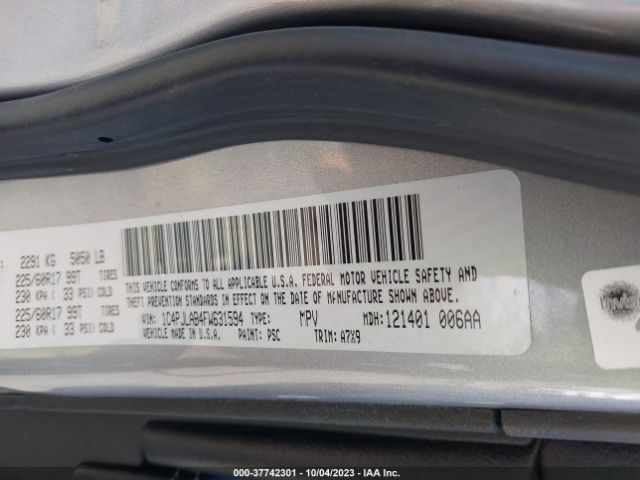 : 2291 KG 5050 LB
225/60R17 99T TIRES
230 KPA ( 33 PSI) COLD
225/60R17 99T TIRES
230 KPA ( 33 PSI) COLD
THIS VEHICLE CONFORMS TO ALL APPLICABLE U.S.A. FEDERAL MOTOR VEHICLE SAFETY AND
THEFT PREVENTION STANDARDS IN EFFECT ON THE DATE OF MANUFACTURE SHOWN ABOVE.
VIN: 1C4PJLAB4FW631594 TYPE: MPV MDH: 121401 006AA
VEHICLE MADE IN U.S.A. PAINT: PSC TRIM: A7X9
000-37742301 - 10/04/2023 - IAA Inc.